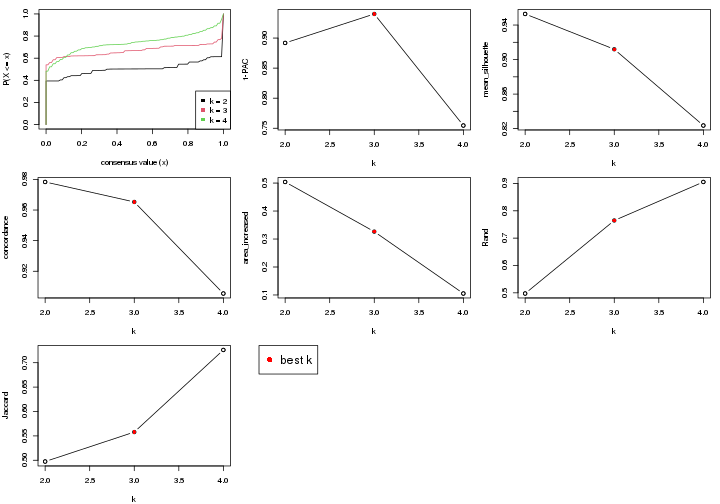 P(X <= x)
0.0 0.2 0.4 0.6 0.8 1.0
k = 2
k = 3
k = 4
0.0 0.2 0.4 0.6 0.8 1.0
consensus value (x)
1-PAC
0.75 0.80 0.85 0.90
2.0 2.5 3.0 3.5 4.0
k
mean_silhouette
0.82 0.86 0.90 0.94
2.0 2.5 3.0 3.5 4.0
k
concordance
0.92 0.94 0.96 0.98
2.0 2.5 3.0 3.5 4.0
k
area_increased
0.1 0.2 0.3 0.4 0.5
2.0 2.5 3.0 3.5 4.0
k
Rand
0.5 0.6 0.7 0.8 0.9
2.0 2.5 3.0 3.5 4.0
k
Jaccard
0.50 0.55 0.60 0.65 0.70
2.0 2.5 3.0 3.5 4.0
k
best k